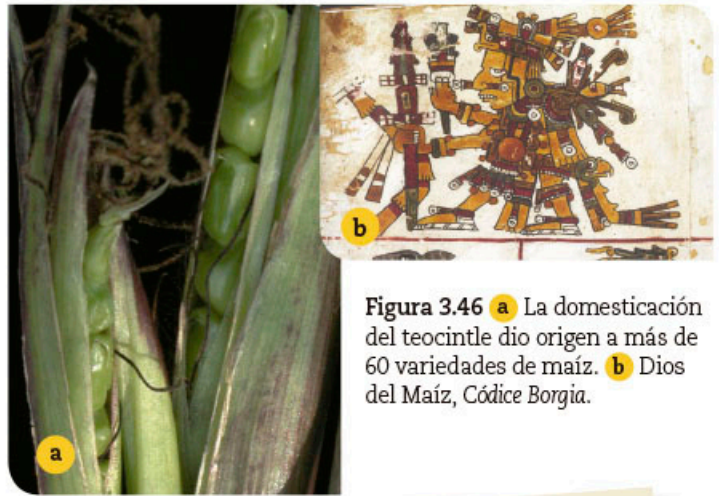 b
Figura 3.46 a La domesticación
del teocintle dio origen a más de
60 variedades de maíz. b Dios
del Maíz, Códice Borgia.
a